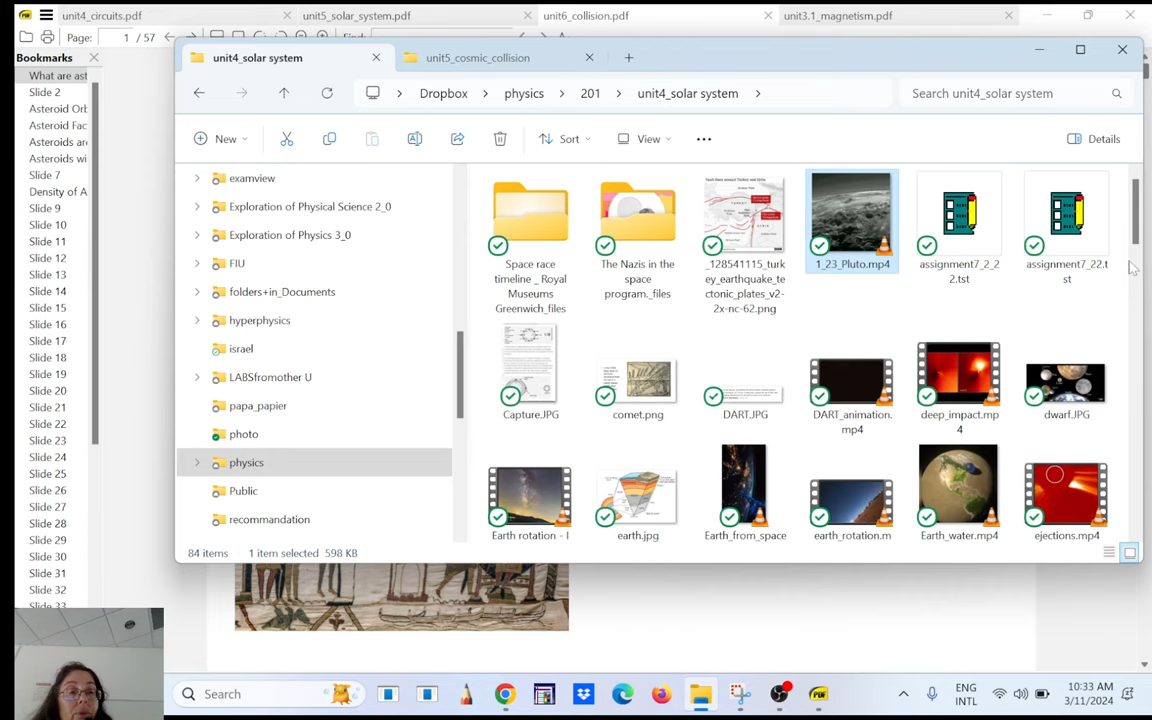 unit4_circuits.pdf
unit5_solar_system.pdf
unit6_collision.pdf
unit3.1_magnetism.pdf
Page: 1 / 57
Bookmarks
What are ast
Slide 2
Asteroid Orb
Asteroid Fac
Asteroids are
Asteroids wi
Slide 7
Density of A
Slide 9
Slide 10
Slide 11
Slide 12
Slide 13
Slide 14
Slide 15
Slide 16
Slide 17
Slide 18
Slide 19
Slide 20
Slide 21
Slide 22
Slide 23
Slide 24
Slide 25
Slide 26
Slide 27
Slide 28
Slide 29
Slide 30
Slide 31
Slide 32
Slide 33
unit4_solar system
unit5_cosmic_collision
Dropbox
physics
201
unit4_solar system
Search unit4_solar system
New
Sort
View
Details
examview
Exploration of Physical Science 2_0
Exploration of Physics 3_0
FIU
folders+in_Documents
hyperphysics
israel
LABSfromother U
papa_papier
photo
physics
Public
recommandation
Space race
timeline _ Royal
Museums
Greenwich_files
The Nazis in the
space
program._files
_128541115_turk
ey_earthquake_te
ctonic_plates_v2-
2x-nc-62.png
1_23_Pluto.mp4
assignment7_2_2
2.tst
assignment7_22.t
st
Capture.JPG
comet.png
DART.JPG
DART_animation.
mp4
deep_impact.mp
4
dwarf.JPG
Earth rotation - I
earth.jpg
Earth_from_space
earth_rotation.m
Earth_water.mp4
ejections.mp4
84 items
1 item selected 598 KB
Search
PDF
ENG
INTL
10:33 AM
3/11/2024